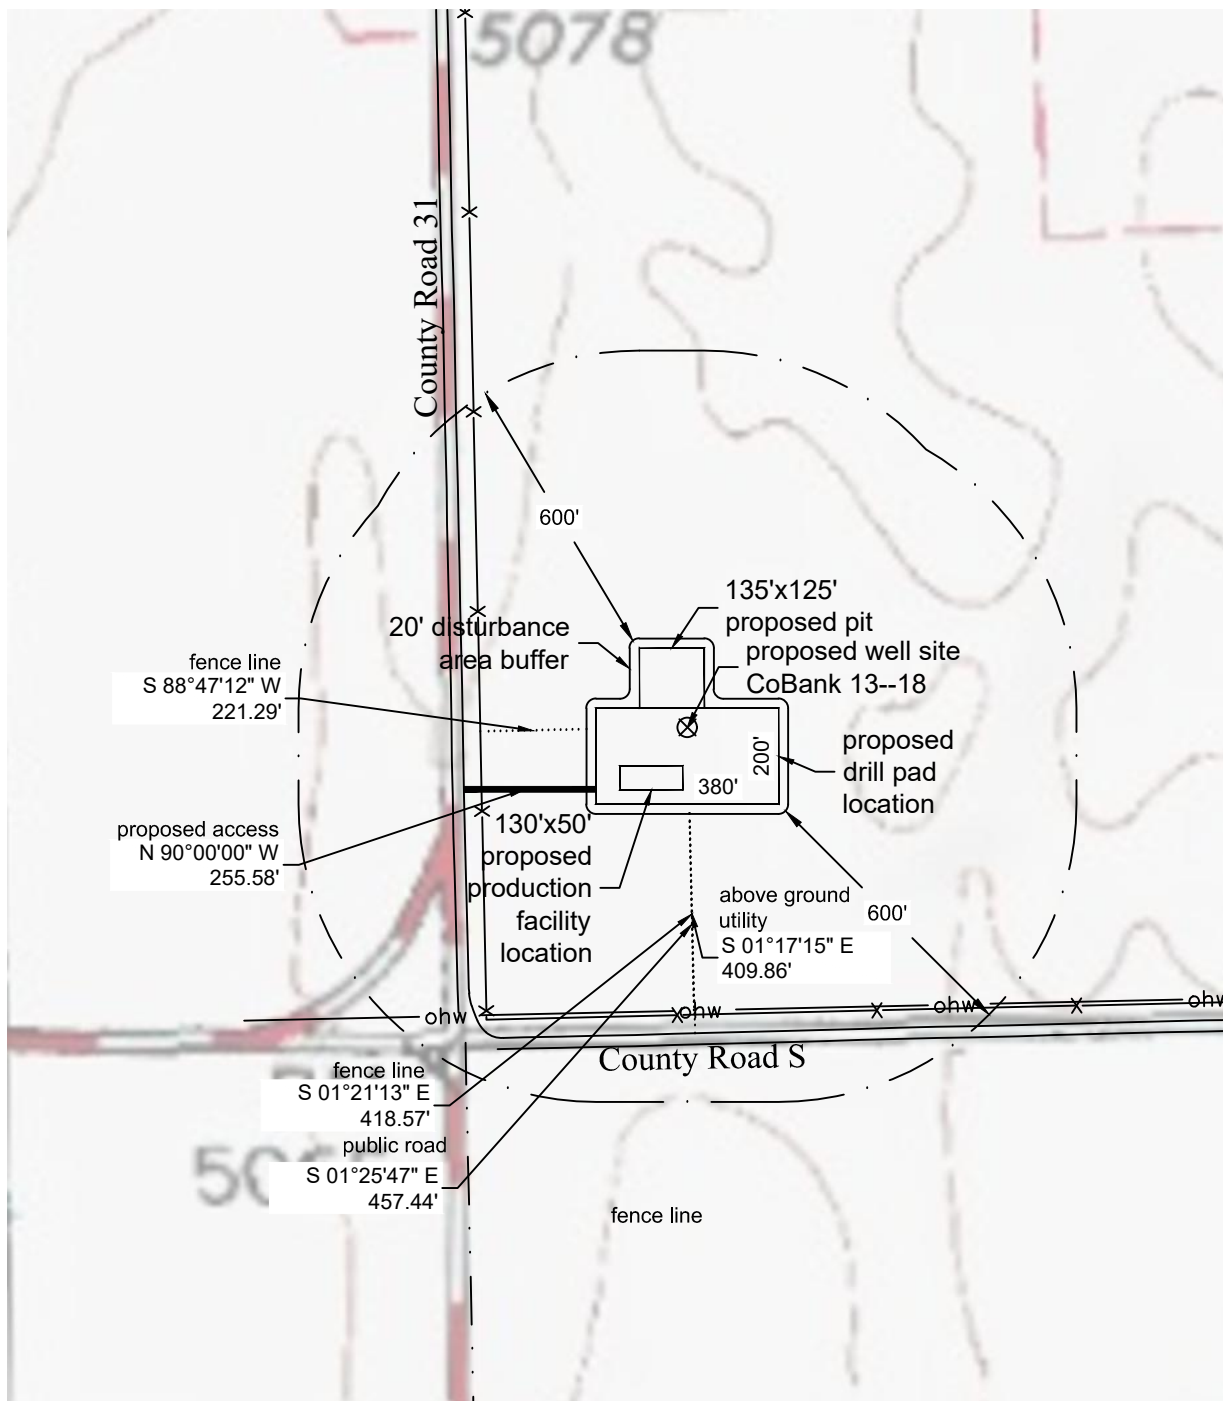 5078
County Road 31
600'
135'x125'
proposed pit
20' disturbance
area buffer
proposed well site
CoBank 13--18
fence line
S 88°47'12" W
221.29'
proposed
drill pad
location
200'
380'
130'x50'
proposed
production
facility
location
proposed access
N 90°00'00" W
255.58'
above ground
utility
S 01°17'15" E
409.86'
600'
ohw
ohw
ohw
ohw
County Road S
fence line
S 01°21'13" E
418.57'
public road
S 01°25'47" E
457.44'
fence line